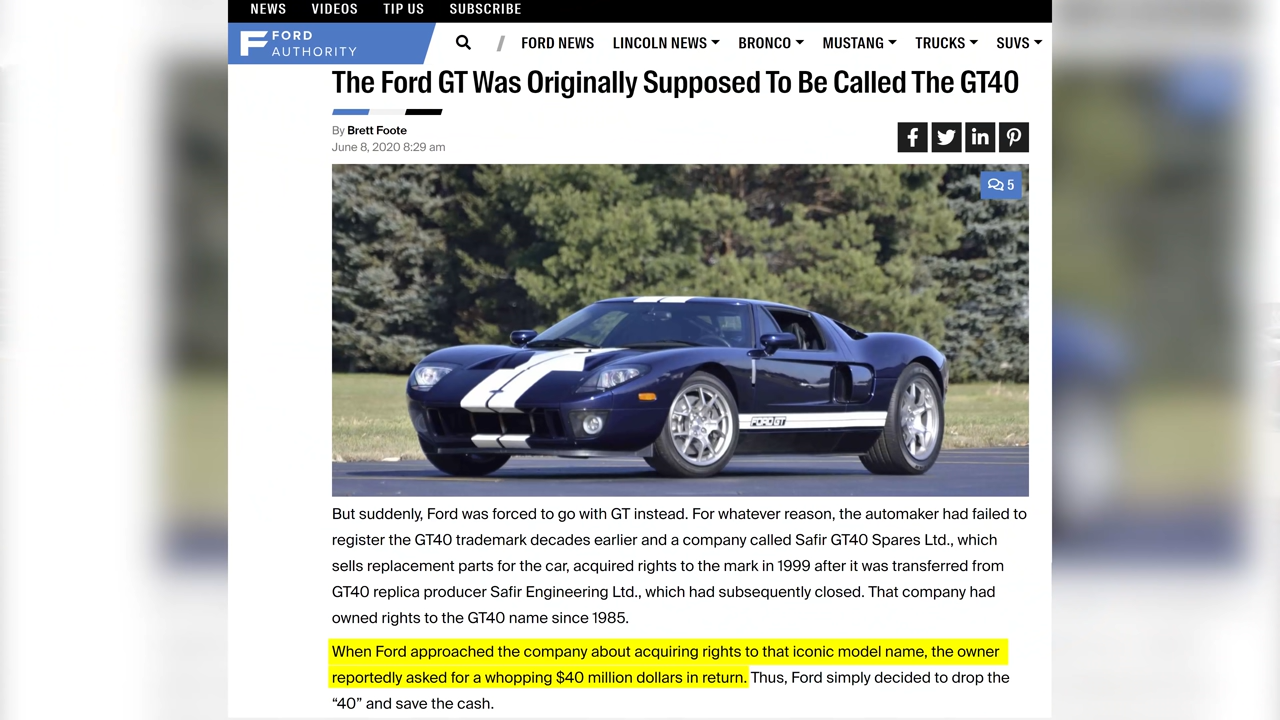 NEWS VIDEOS TIP US SUBSCRIBE
FORD
AUTHORITY
FORD NEWS LINCOLN NEWS BRONCO MUSTANG TRUCKS SUVS
The Ford GT Was Originally Supposed To Be Called The GT40
By Brett Foote
June 8, 2020 8:29 am
5
FORD GT
But suddenly, Ford was forced to go with GT instead. For whatever reason, the automaker had failed to
register the GT40 trademark decades earlier and a company called Safir GT40 Spares Ltd., which
sells replacement parts for the car, acquired rights to the mark in 1999 after it was transferred from
GT40 replica producer Safir Engineering Ltd., which had subsequently closed. That company had
owned rights to the GT40 name since 1985.
When Ford approached the company about acquiring rights to that iconic model name, the owner
reportedly asked for a whopping $40 million dollars in return. Thus, Ford simply decided to drop the
“40” and save the cash.